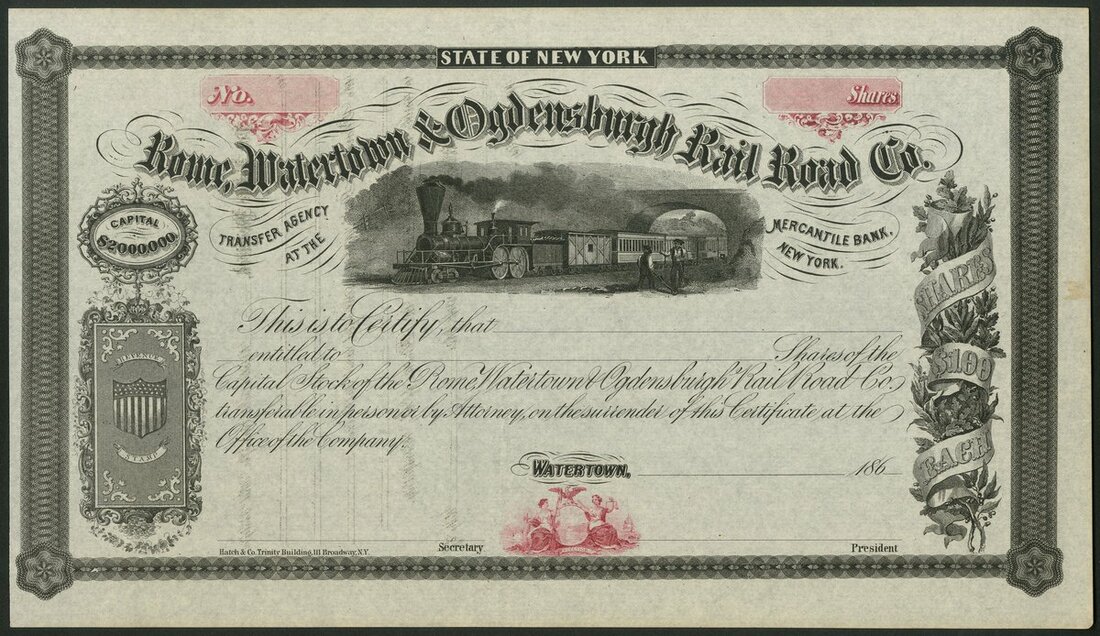 STATE OF NEW YORK
No.
Shares
Rome, Watertown & Ogdensburgh Rail Road Co.
CAPITAL
$2000,000.
TRANSFER AGENCY
AT THE
MERCANTILE BANK,
NEW YORK.
SHARES
$100
EACH
REVENUE
STAMP
This is to Certify, that
entitled to Shares of the
Capital Stock of the Rome, Watertown & Ogdensburgh Rail Road Co,
transferable in person or by Attorney, on the surrender of this Certificate at the
Office of the Company.
WATERTOWN, 186
Hatch & Co. Trinity Building, 111 Broadway, N.Y.
Secretary
President